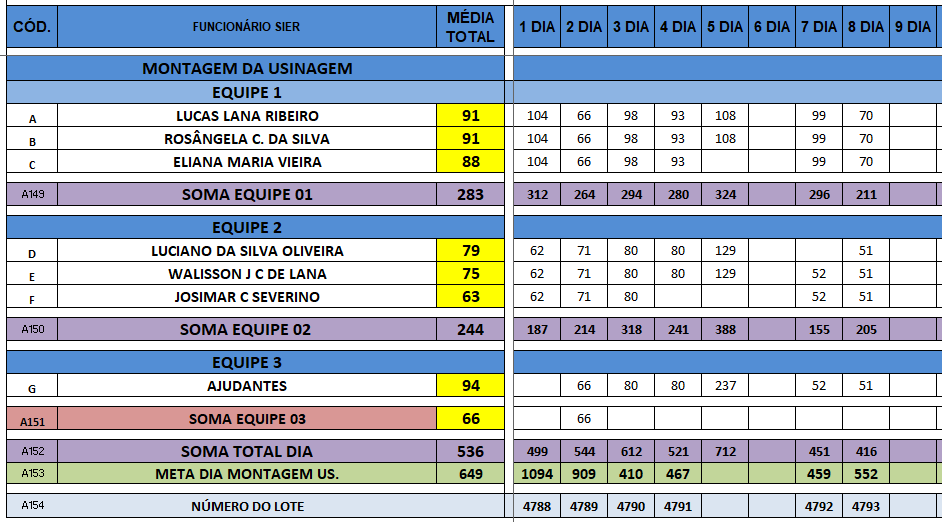 CÓD. FUNCIONÁRIO SIER MÉDIA TOTAL 1 DIA 2 DIA 3 DIA 4 DIA 5 DIA 6 DIA 7 DIA 8 DIA 9 DIA
MONTAGEM DA USINAGEM
EQUIPE 1
A LUCAS LANA RIBEIRO 91 104 66 98 93 108 99 70
B ROSÂNGELA C. DA SILVA 91 104 66 98 93 108 99 70
C ELIANA MARIA VIEIRA 88 104 66 98 93 99 70
A149 SOMA EQUIPE 01 283 312 264 294 280 324 296 211
EQUIPE 2
D LUCIANO DA SILVA OLIVEIRA 79 62 71 80 80 129 51
E WALISSON J C DE LANA 75 62 71 80 80 129 52 51
F JOSIMAR C SEVERINO 63 62 71 80 52 51
A150 SOMA EQUIPE 02 244 187 214 318 241 388 155 205
EQUIPE 3
G AJUDANTES 94 66 80 80 237 52 51
A151 SOMA EQUIPE 03 66 66
A152 SOMA TOTAL DIA 536 499 544 612 521 712 451 416
A153 META DIA MONTAGEM US. 649 1094 909 410 467 459 552
A154 NÚMERO DO LOTE 4788 4789 4790 4791 4792 4793